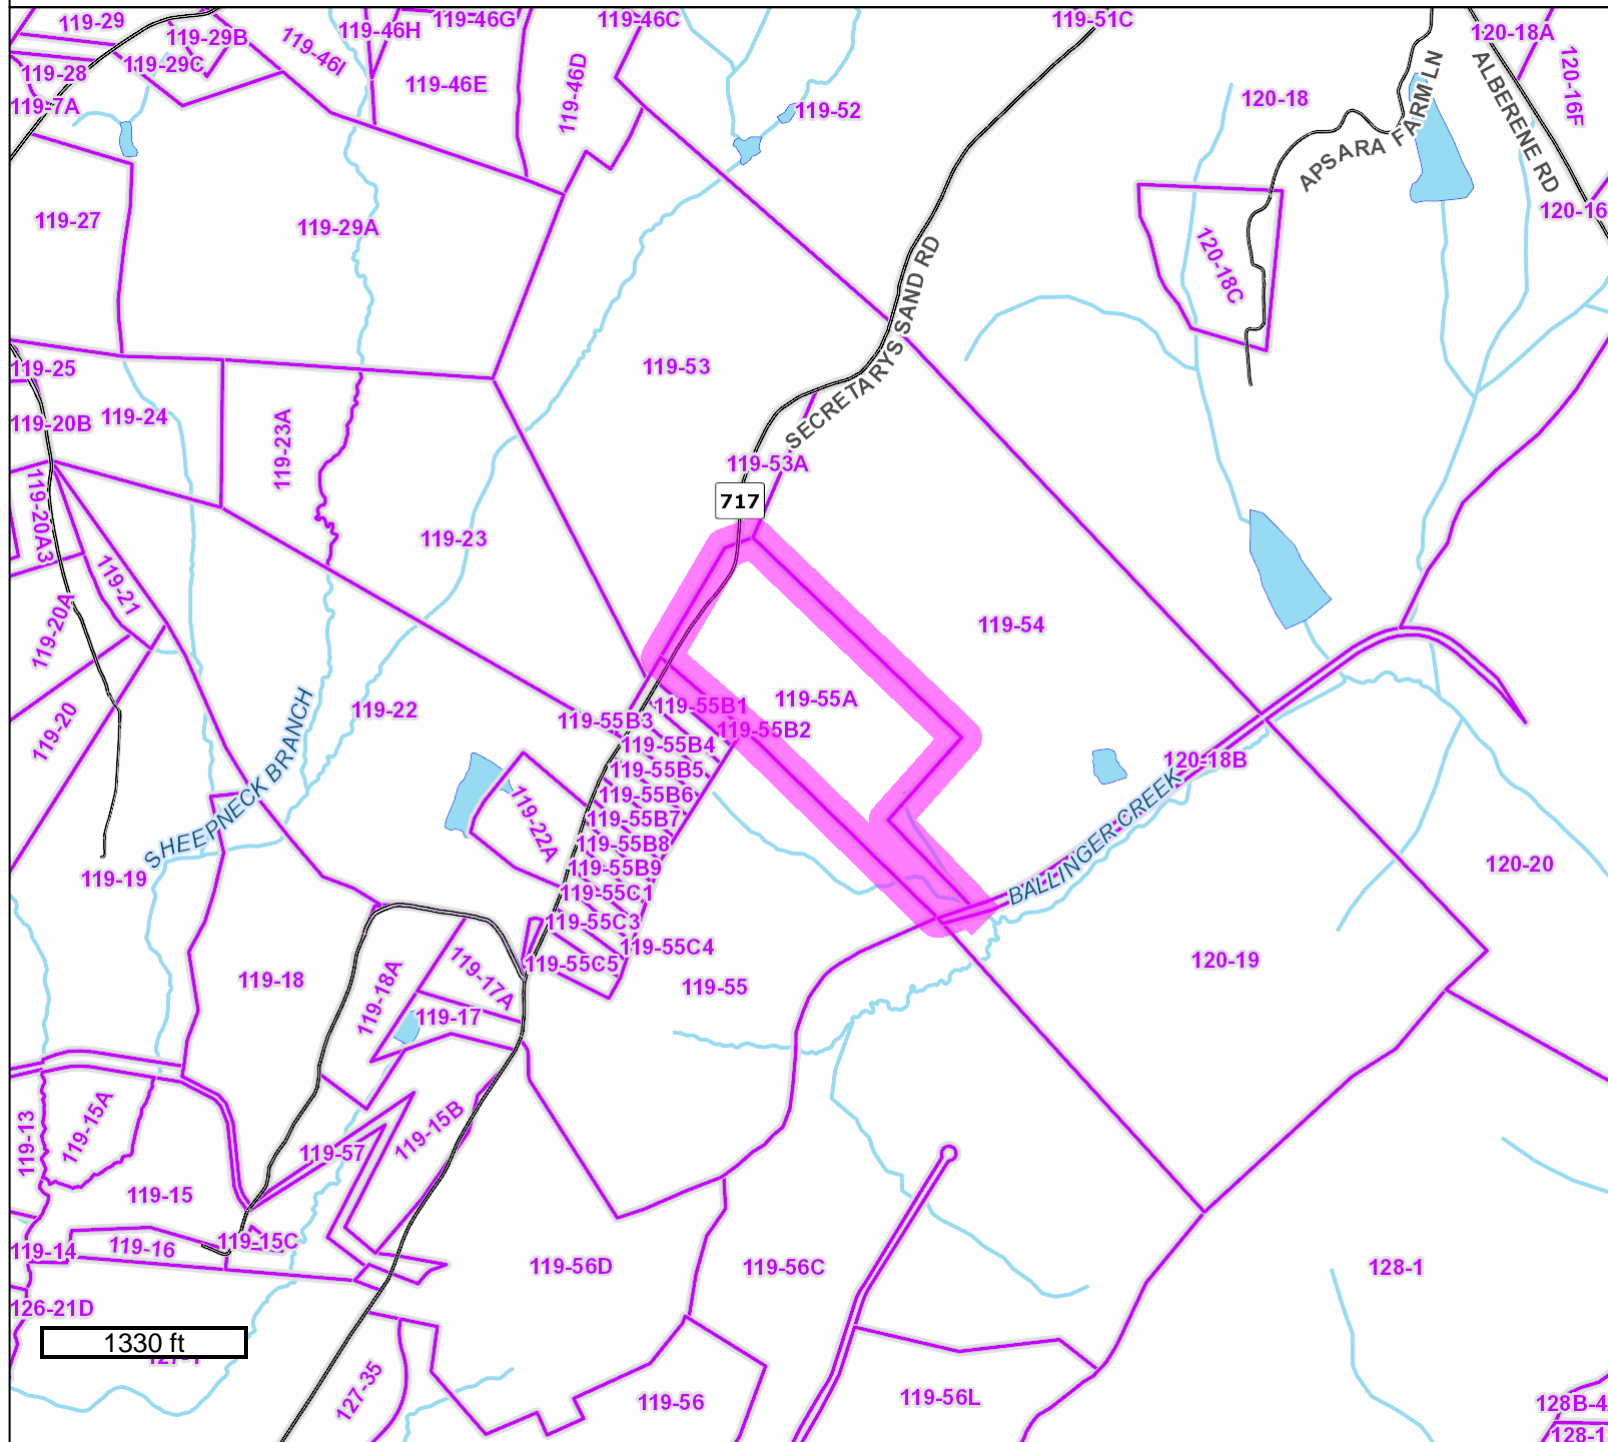 119-29
119-29B
119-46H
119-46G
119-46C
119-51C
120-18A
119-28
119-29C
119-46I
119-46E
119-46D
119-52
120-18
APSARA FARM LN
ALBERENE RD
120-16F
119-7A
119-27
119-29A
120-18C
120-16
SECRETARYS SAND RD
119-53
119-25
119-24
119-20B
119-23A
119-53A
717
119-20A3
119-23
119-21
119-20A
119-54
119-22
119-55A
119-55B1
119-55B3
119-55B2
119-55B4
119-20
SHEEPNECK BRANCH
119-55B5
120-18B
119-55B6
119-22A
119-55B7
119-55B8
BALLINGER CREEK
119-55B9
120-20
119-19
119-55C1
119-55C3
119-55C4
119-55C5
120-19
119-18
119-18A
119-17A
119-55
119-17
119-13
119-15A
119-15B
119-57
119-15
119-15C
119-14
119-16
119-56D
119-56C
128-1
126-21D
1330 ft
127-35
119-56
119-56L
128B-4
128-1